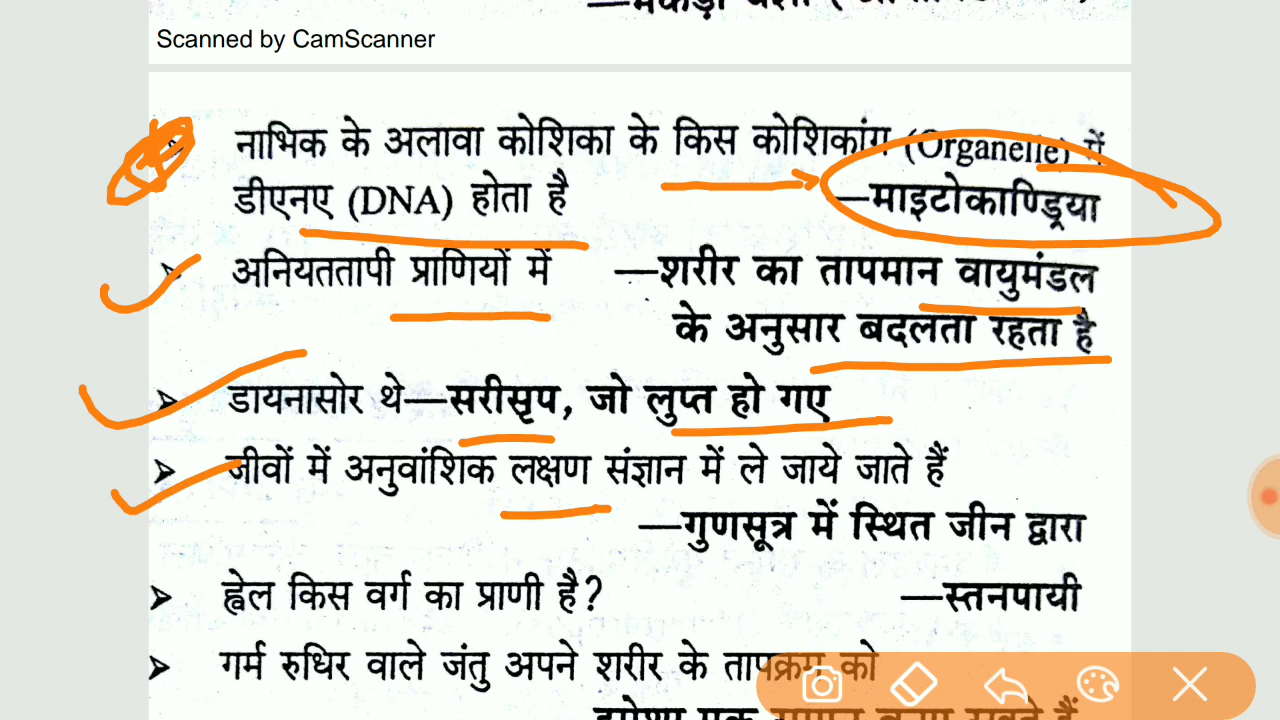 Scanned by CamScanner
नाभिक के अलावा कोशिका के किस कोशिकांग (Organelle) में
डीएनए (DNA) होता है —माइटोकाण्ड्रिया
अनियततापी प्राणियों में —शरीर का तापमान वायुमंडल
के अनुसार बदलता रहता है
डायनासोर थे—सरीसृप, जो लुप्त हो गए
जीवों में अनुवांशिक लक्षण संज्ञान में ले जाये जाते हैं
—गुणसूत्र में स्थित जीन द्वारा
ह्वेल किस वर्ग का प्राणी है? —स्तनपायी
गर्म रुधिर वाले जंतु अपने शरीर के तापक्रम को